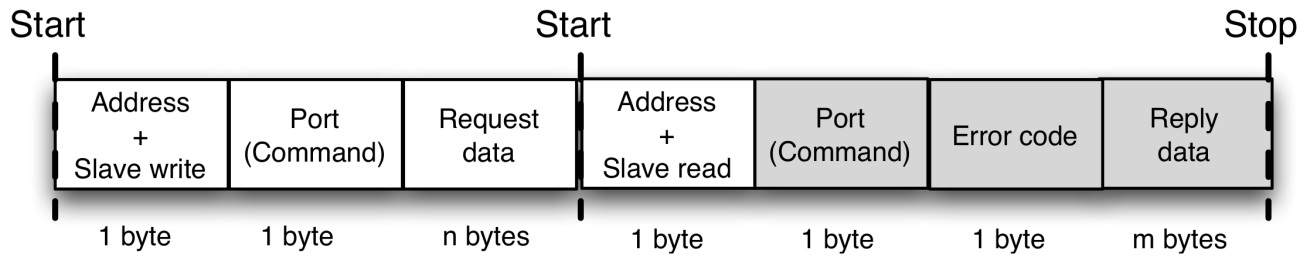 Start Start Stop
Address
+
Slave write
Port
(Command)
Request
data
Address
+
Slave read
Port
(Command)
Error code
Reply
data
1 byte 1 byte n bytes 1 byte 1 byte 1 byte m bytes